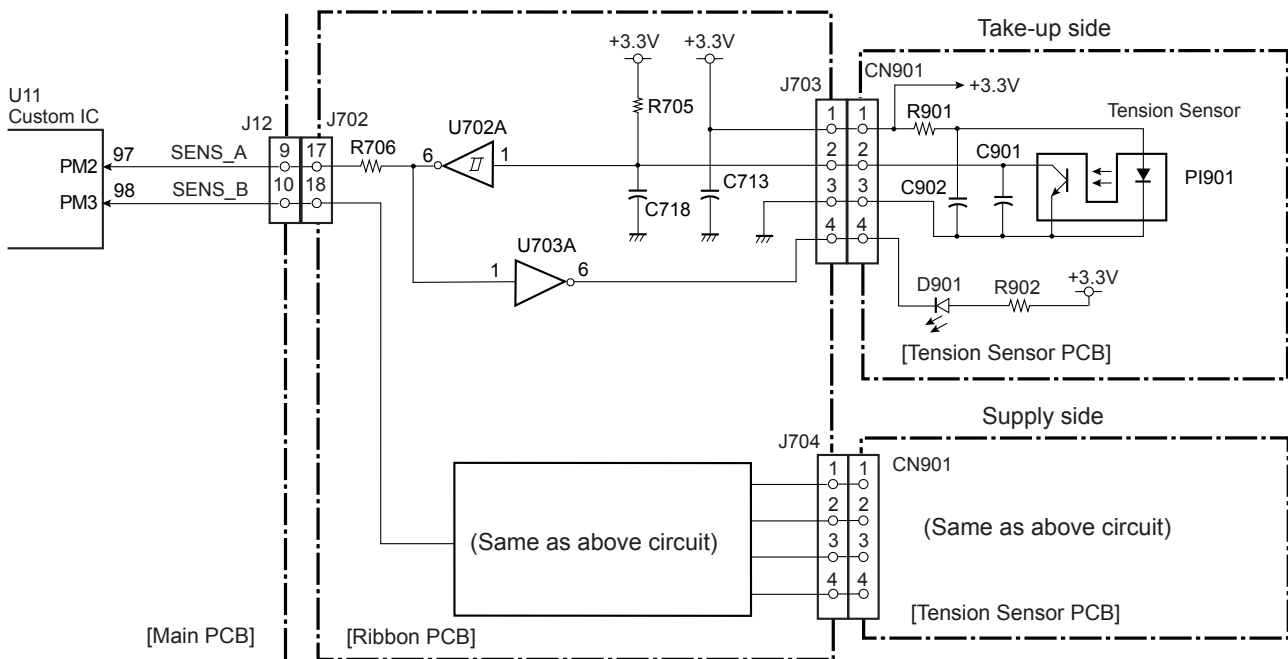 Take-up side
+3.3V +3.3V
J703 CN901 +3.3V
U11
Custom IC
J12 J702 R705 R901 Tension Sensor
R706 U702A 1 1
PM2 97 SENS_A 9 17 6 1 2 2 C901
PM3 98 SENS_B 10 18 C718 C713 3 3 C902 PI901
4 4
U703A
1 6 D901 R902 +3.3V
[Tension Sensor PCB]
Supply side
J704 CN901
1 1
2 2
(Same as above circuit) 3 3 (Same as above circuit)
4 4
[Main PCB] [Ribbon PCB] [Tension Sensor PCB]